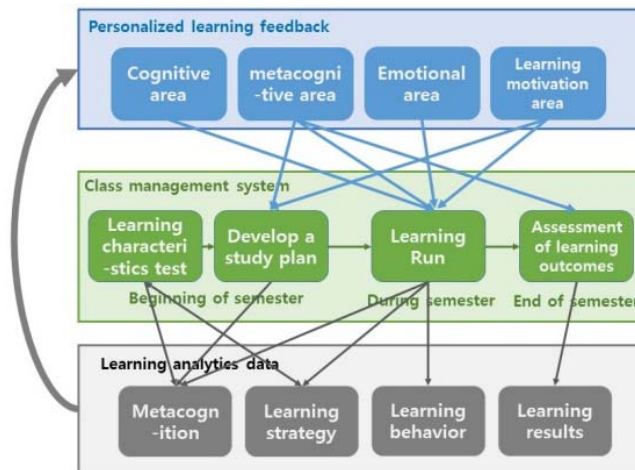 Personalized learning feedback
Cognitive
area
metacogni
-tive area
Emotional
area
Learning
motivation
area
Class management system
Learning
characteri
-stics test
Develop a
study plan
Learning
Run
Assessment
of learning
outcomes
Beginning of semester
During semester
End of semester
Learning analytics data
Metacogn
-ition
Learning
strategy
Learning
behavior
Learning
results